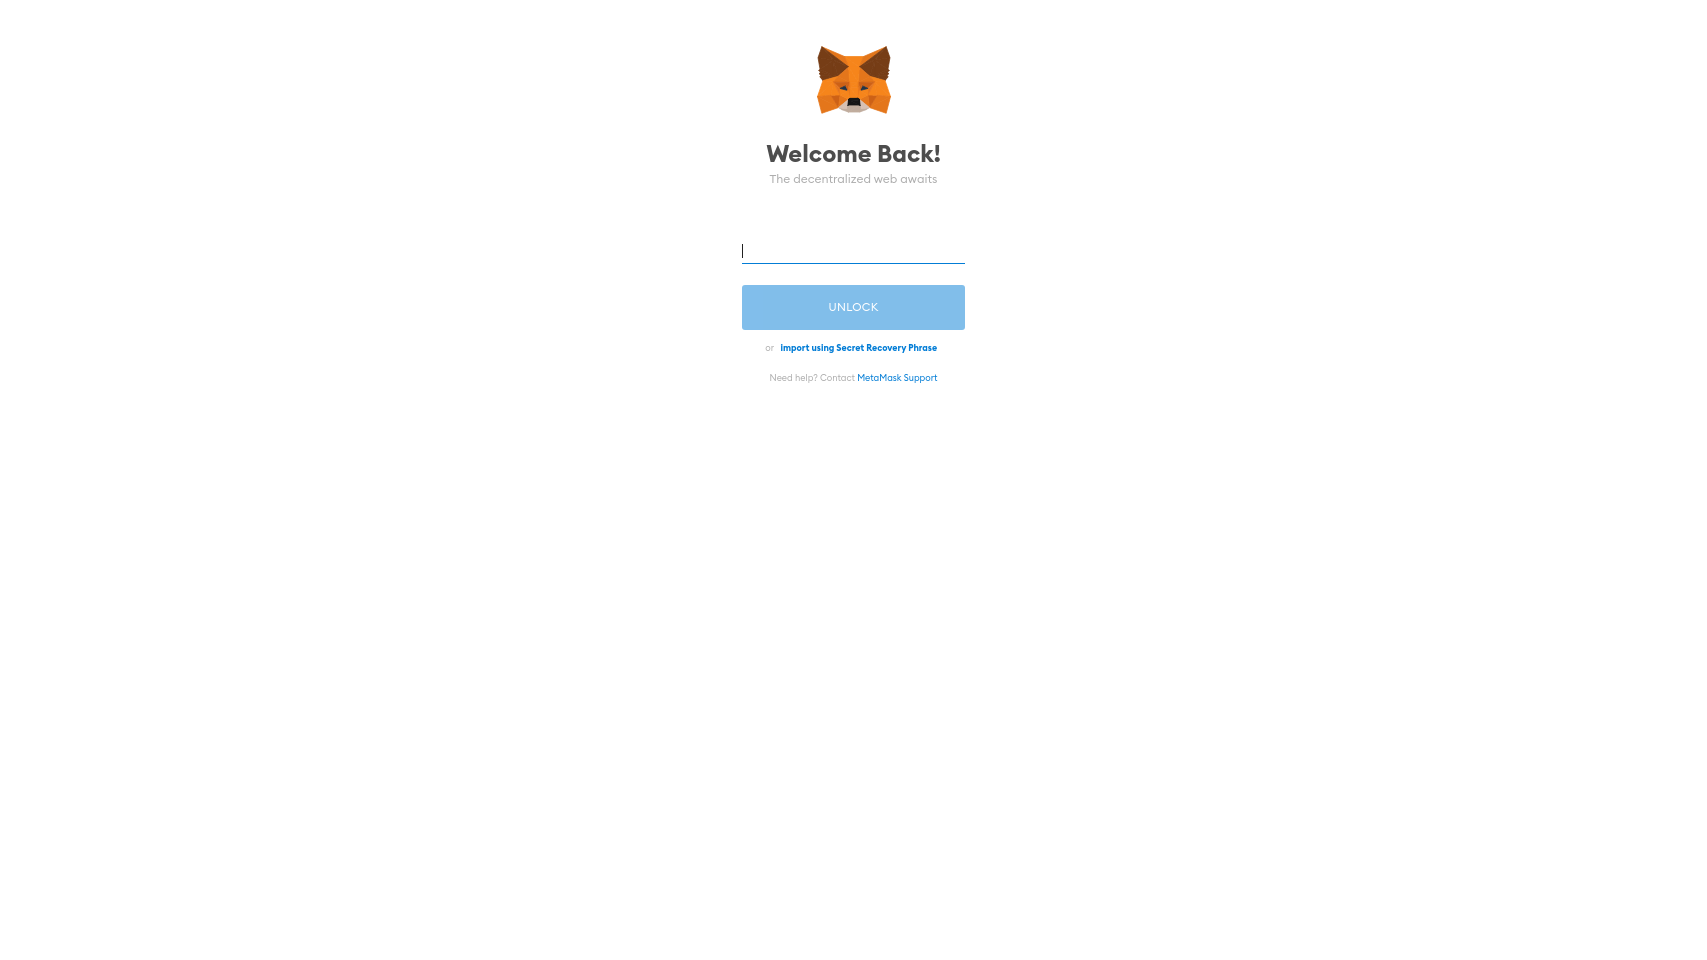 Welcome Back!
The decentralized web awaits
UNLOCK
or import using Secret Recovery Phrase
Need help? Contact MetaMask Support